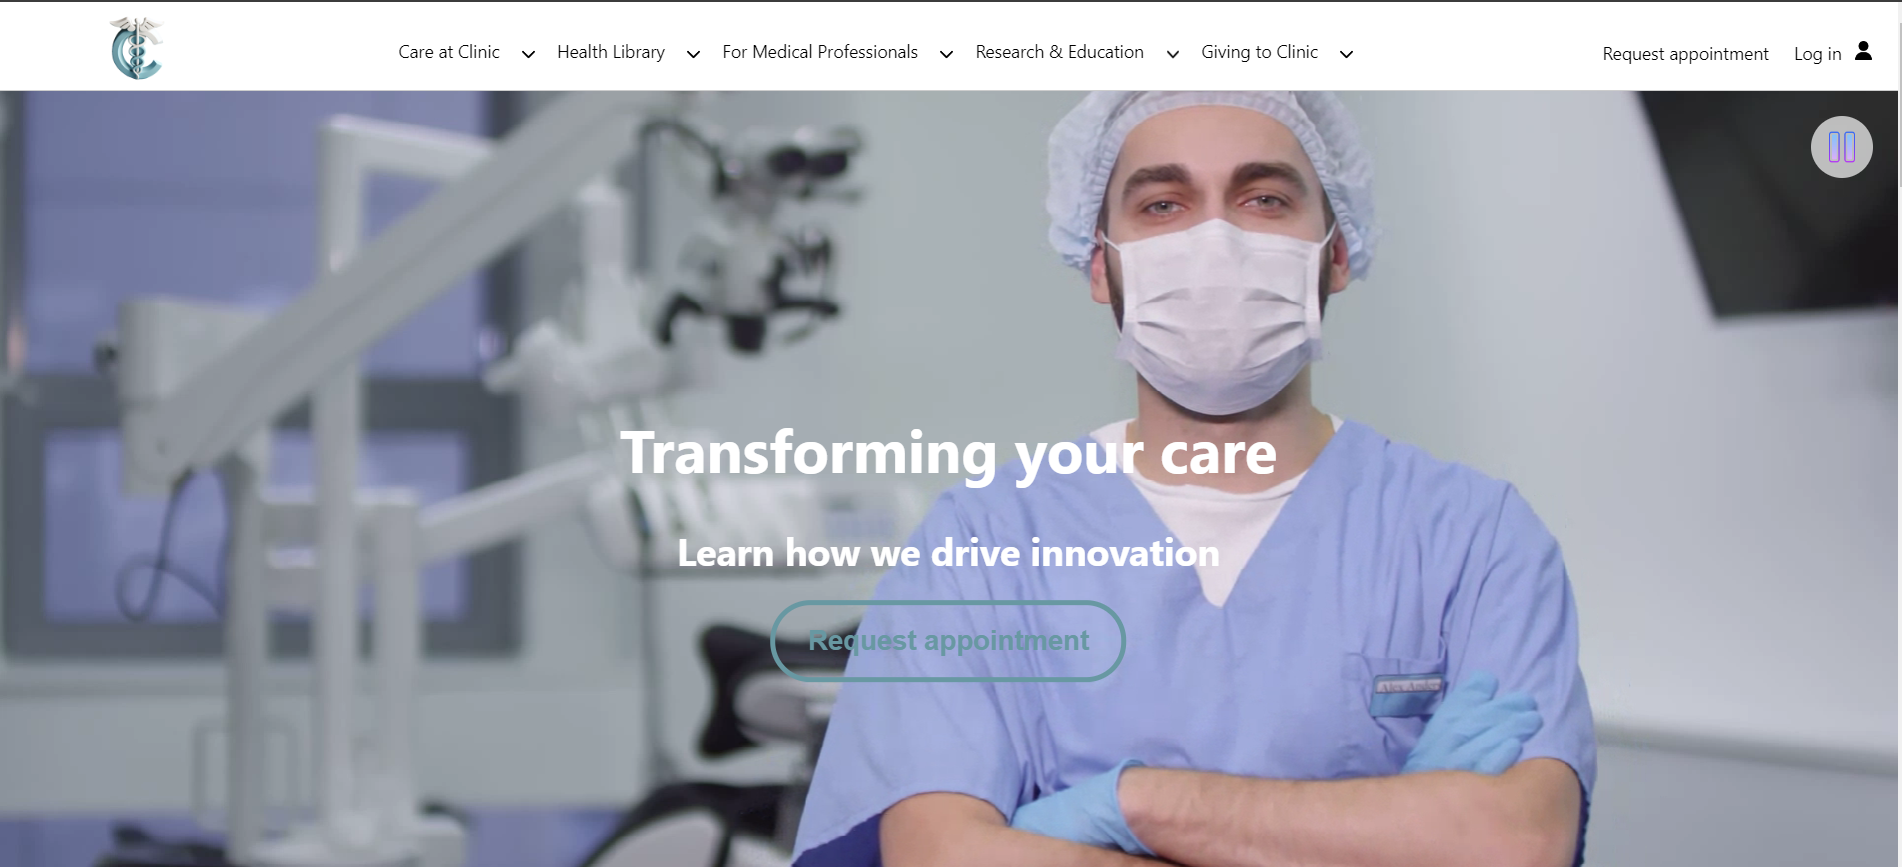 Care at Clinic
Health Library
For Medical Professionals
Research & Education
Giving to Clinic
Request appointment
Log in
Transforming your care
Learn how we drive innovation
Request appointment
Alex